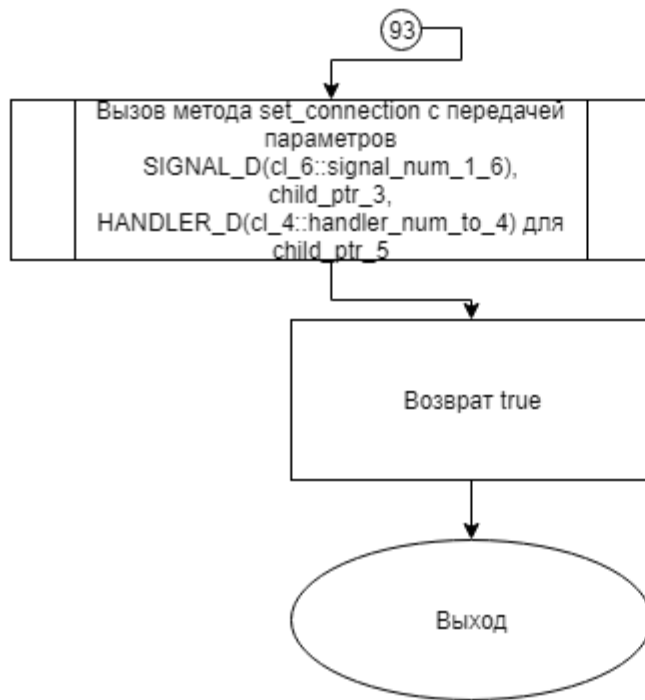 93
Вызов метода set_connection с передачей
параметров
SIGNAL_D(cl_6::signal_num_1_6),
child_ptr_3,
HANDLER_D(cl_4::handler_num_to_4) для
child_ptr_5
Возврат true
Выход